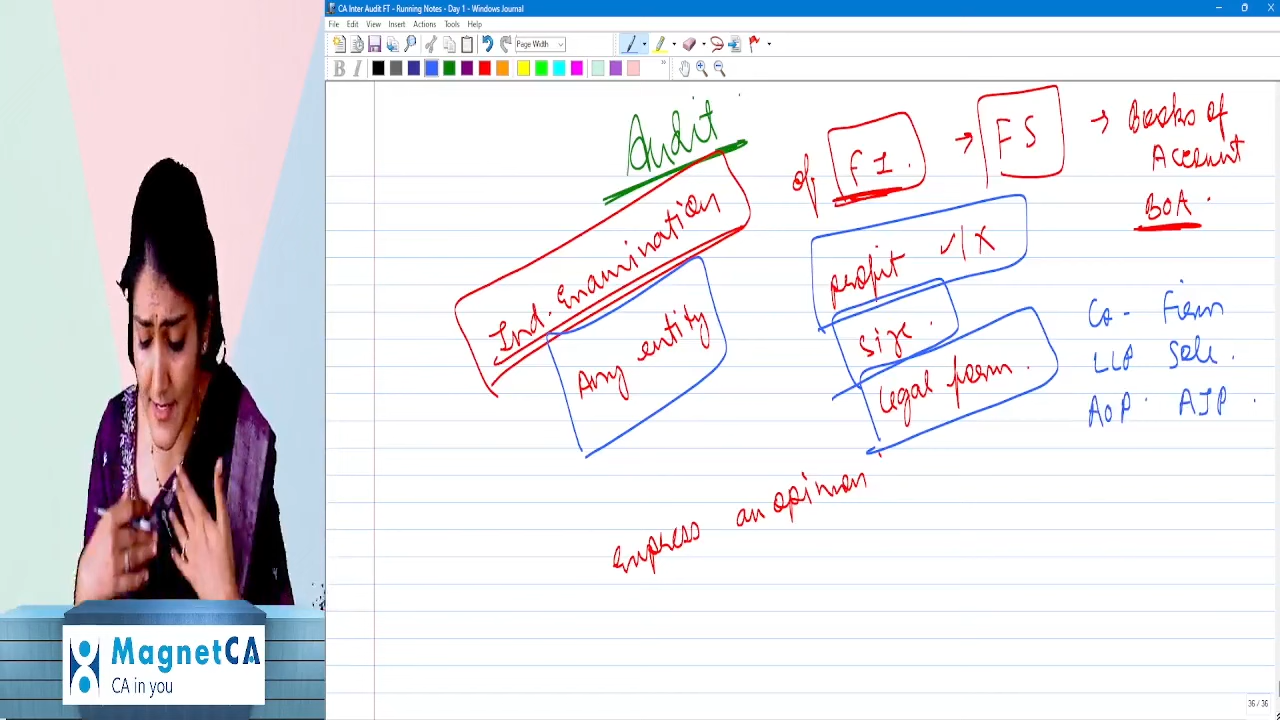 CA Inter Audit FT - Running Notes - Day 1 - Windows Journal
File Edit View Insert Actions Tools Help
Page Width
B I
Audit
Ind. Examination
of FI. → FS → Books of
Account
BOA.
Any entity
profit ✓/X
size.
legal form.
Co - Firm
LLP Sole.
AOP. AJP.
Express an opinion
MagnetCA
CA in you
36 / 36